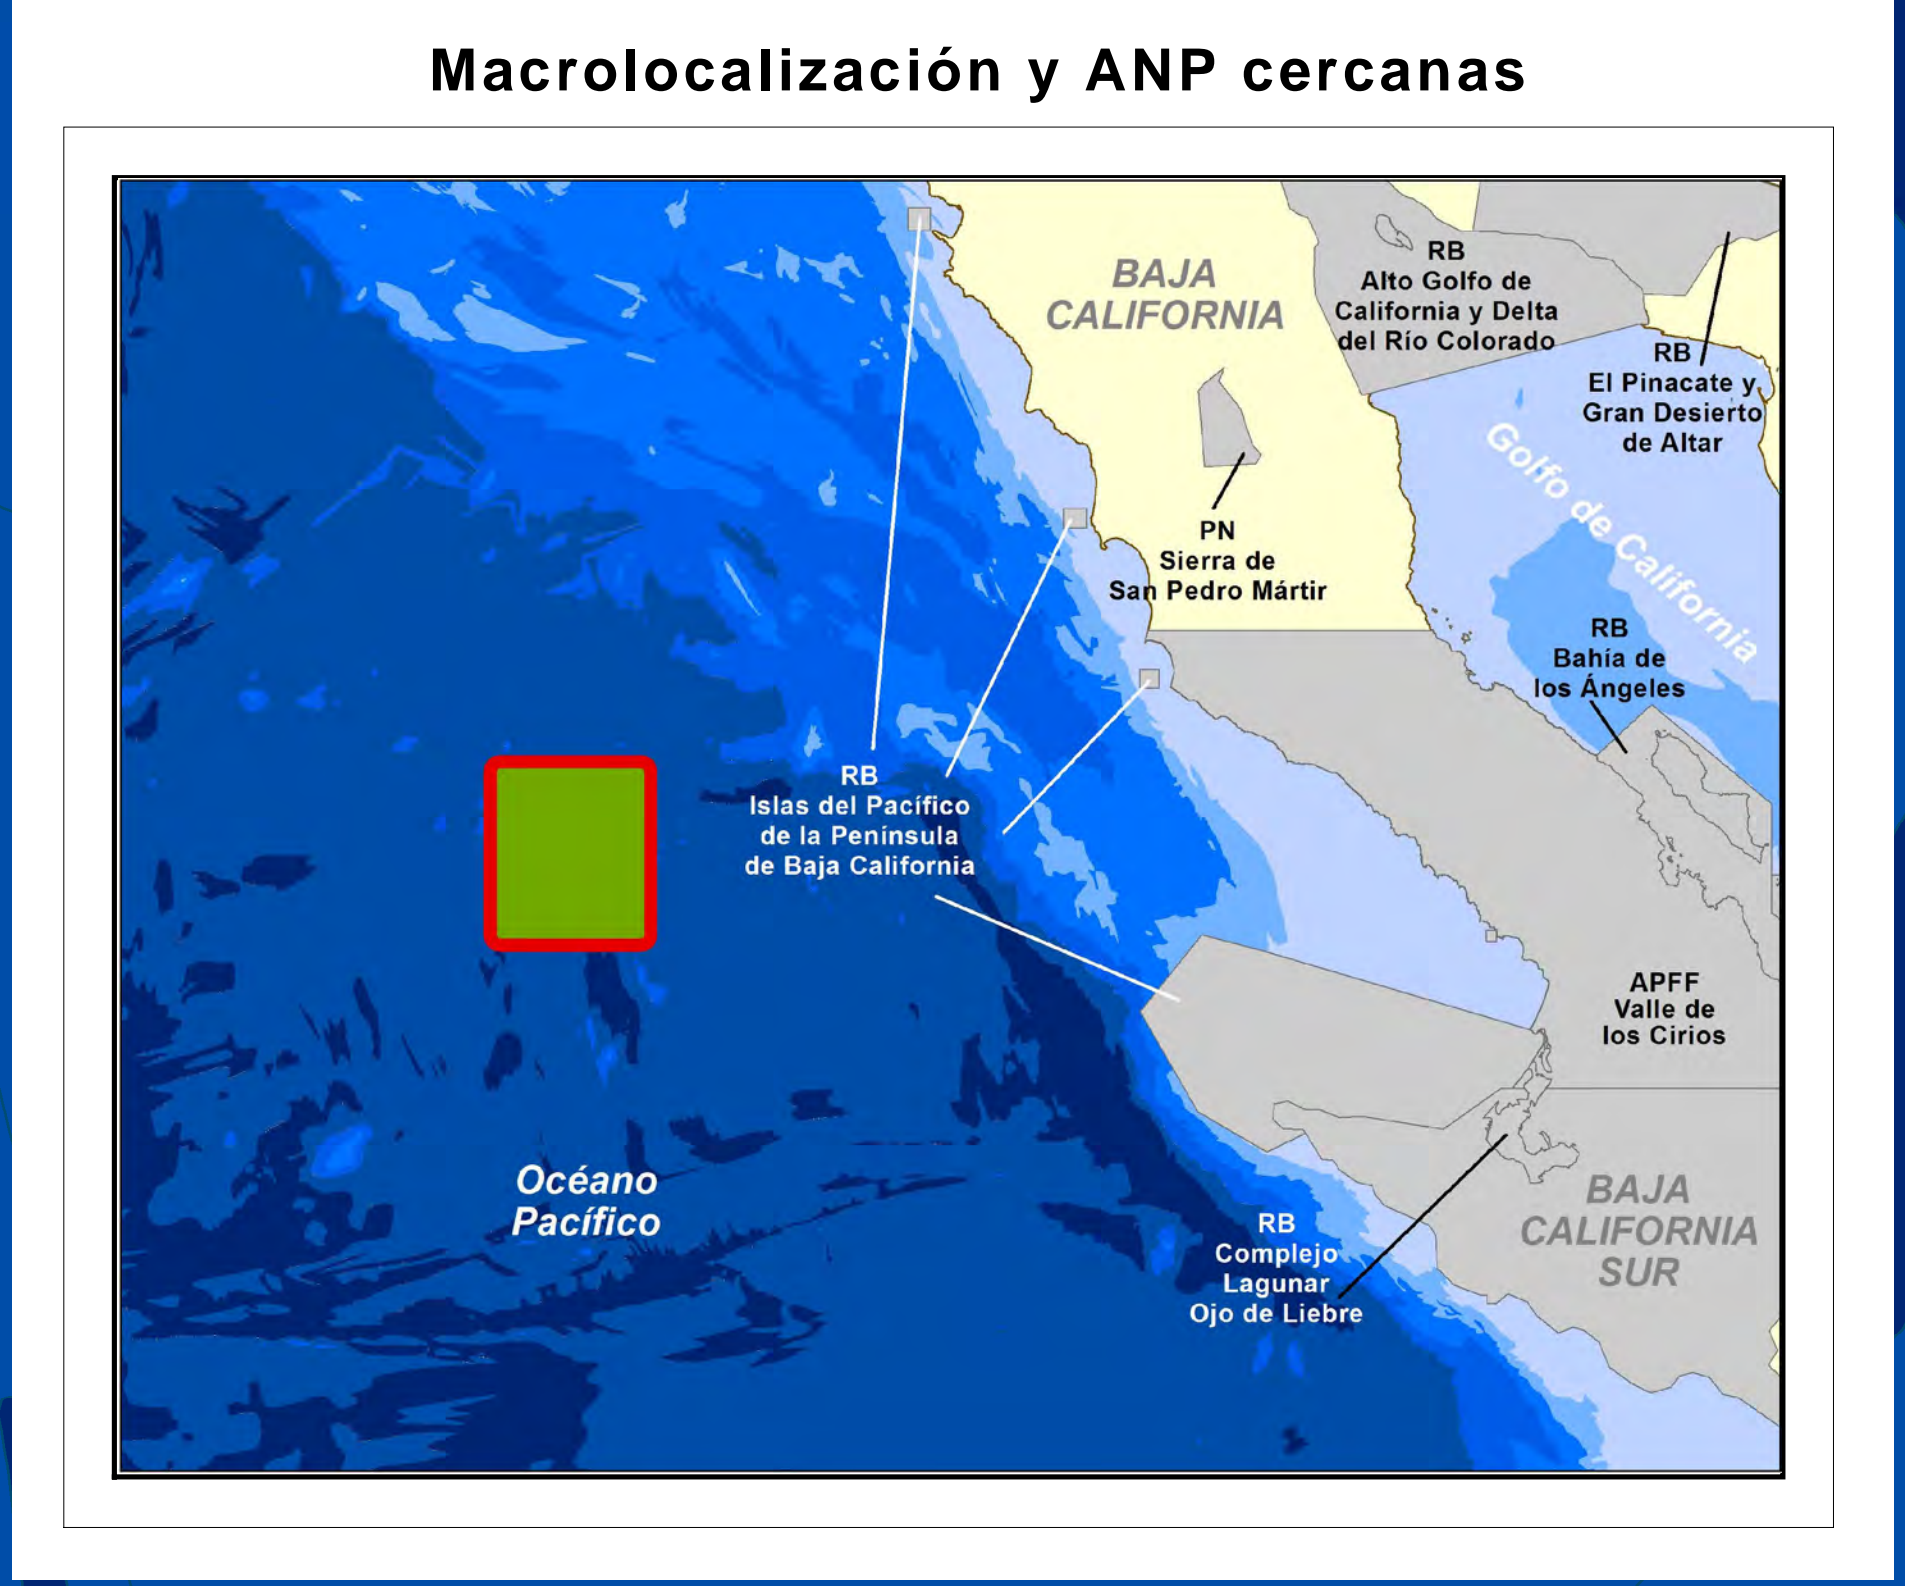 Macrolocalización y ANP cercanas
BAJA
CALIFORNIA
RB
Alto Golfo de
California y Delta
del Río Colorado
RB
El Pinacate y
Gran Desierto
de Altar
Golfo de California
PN
Sierra de
San Pedro Mártir
RB
Bahía de
los Ángeles
RB
Islas del Pacífico
de la Península
de Baja California
APFF
Valle de
los Cirios
Océano
Pacífico
BAJA
CALIFORNIA
SUR
RB
Complejo
Lagunar
Ojo de Liebre